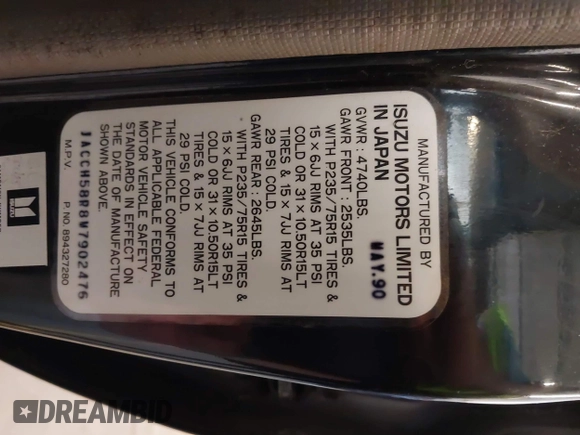 MANUFACTURED BY
ISUZU MOTORS LIMITED
IN JAPAN MAY.90
GVWR : 4740LBS.
GAWR FRONT : 2535LBS.
WITH P235/75R15 TIRES &
15 × 6JJ RIMS AT 35 PSI
COLD OR 31 × 10.50R15LT
TIRES & 15 × 7JJ RIMS AT
29 PSI COLD.
GAWR REAR : 2645LBS.
WITH P235/75R15 TIRES &
15 × 6JJ RIMS AT 35 PSI
COLD OR 31 × 10.50R15LT
TIRES & 15 × 7JJ RIMS AT
29 PSI COLD.
THIS VEHICLE CONFORMS TO
ALL APPLICABLE FEDERAL
MOTOR VEHICLE SAFETY
STANDARDS IN EFFECT ON
THE DATE OF MANUFACTURE
SHOWN ABOVE.
JACCH58R8M7902476
M.P.V. P. NO 894327280
DREAMBID